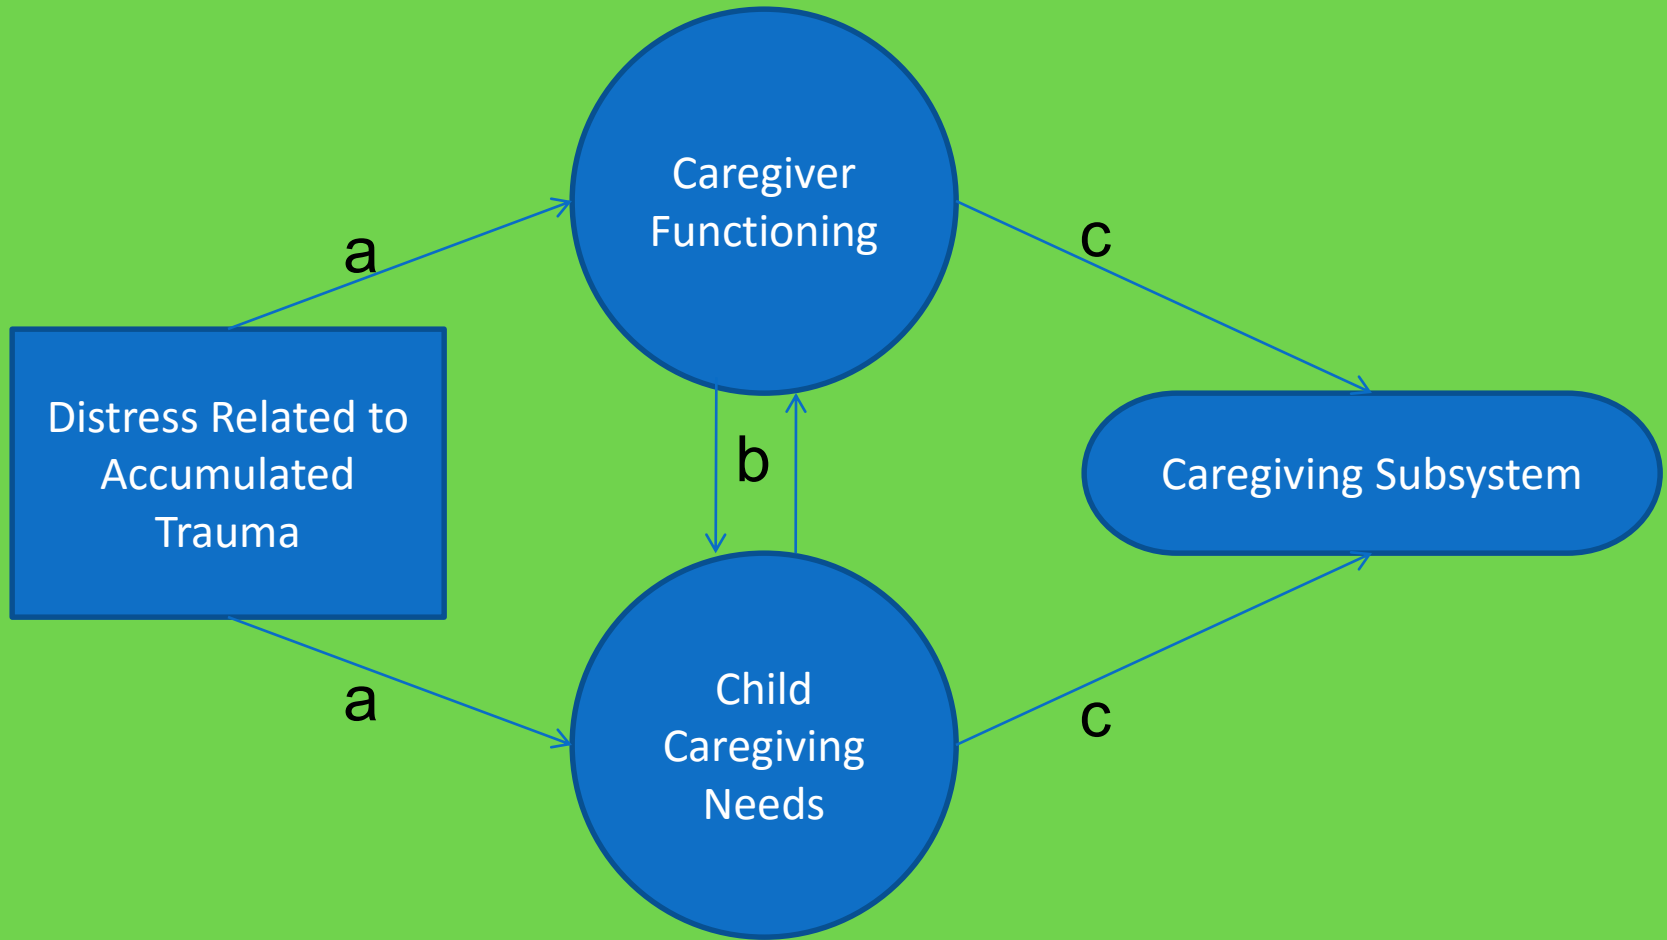 Caregiver
Functioning
a
c
Distress Related to
Accumulated
Trauma
b
Caregiving Subsystem
a
c
Child
Caregiving
Needs